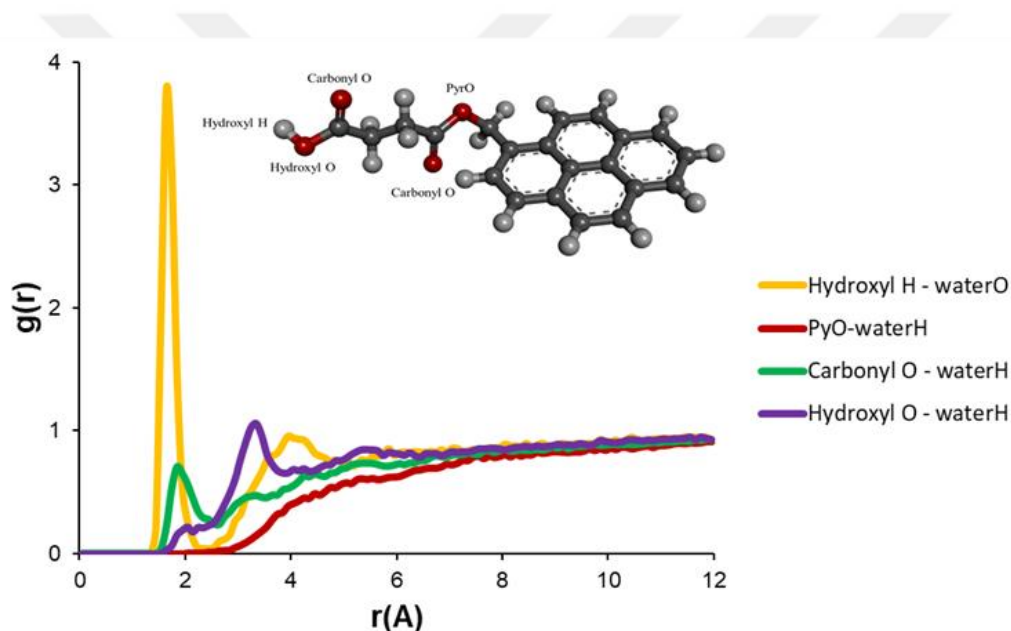 4
3
2
1
0
g(r)
0 2 4 6 8 10 12
r(A)
Carbonyl O
PyrO
Hydroxyl H
Hydroxyl O
Carbonyl O
Hydroxyl H - waterO
PyO-waterH
Carbonyl O - waterH
Hydroxyl O - waterH